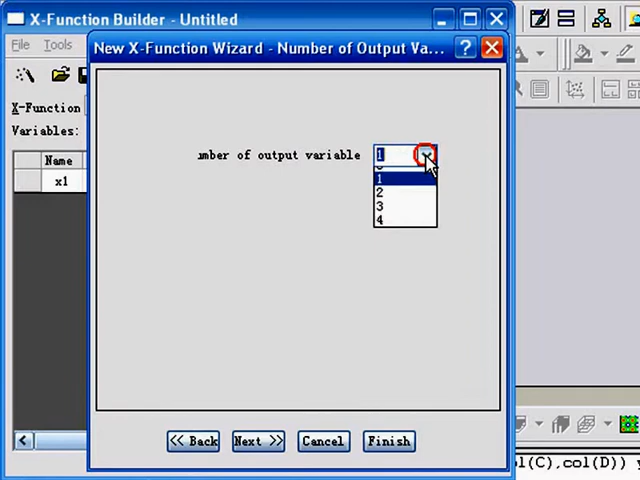 X-Function Builder - Untitled
File Tools
New X-Function Wizard - Number of Output Va...
X-Function
Variables:
Name
x1
umber of output variable 1
1
2
3
4
<< Back Next >> Cancel Finish
l(C),col(D)) y